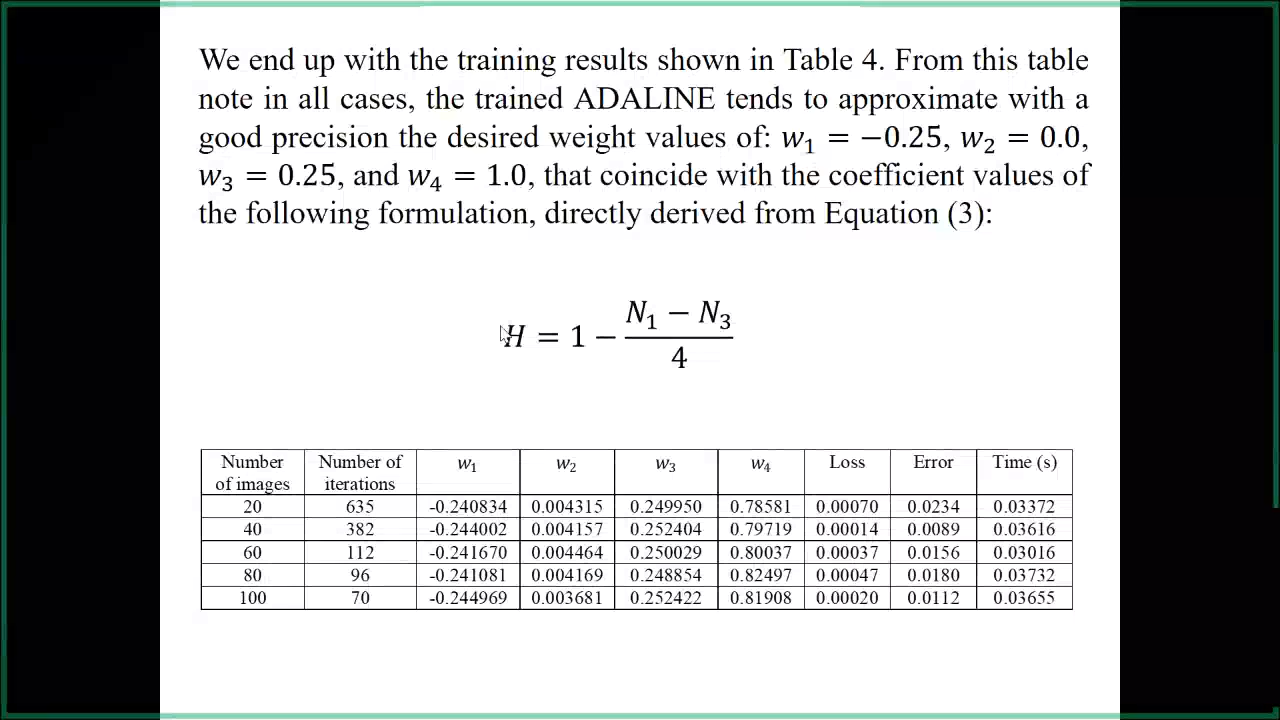 We end up with the training results shown in Table 4. From this table
note in all cases, the trained ADALINE tends to approximate with a
good precision the desired weight values of: w₁ = −0.25, w₂ = 0.0,
w₃ = 0.25, and w₄ = 1.0, that coincide with the coefficient values of
the following formulation, directly derived from Equation (3):
H = 1 − (N₁ − N₃)/4
Number of images Number of iterations w₁ w₂ w₃ w₄ Loss Error Time (s)
20 635 -0.240834 0.004315 0.249950 0.78581 0.00070 0.0234 0.03372
40 382 -0.244002 0.004157 0.252404 0.79719 0.00014 0.0089 0.03616
60 112 -0.241670 0.004464 0.250029 0.80037 0.00037 0.0156 0.03016
80 96 -0.241081 0.004169 0.248854 0.82497 0.00047 0.0180 0.03732
100 70 -0.244969 0.003681 0.252422 0.81908 0.00020 0.0112 0.03655